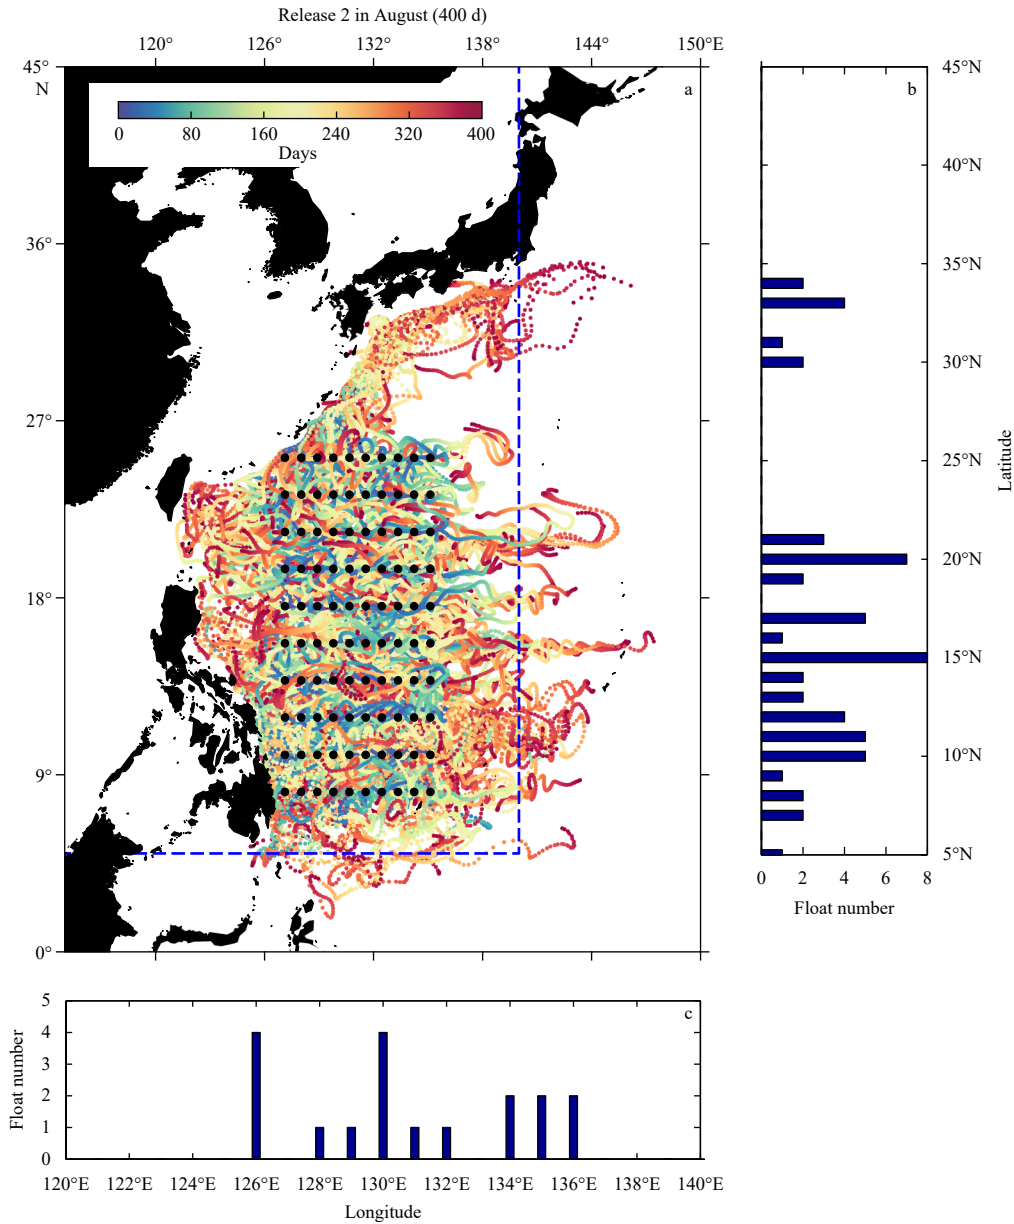 Release 2 in August (400 d)
120° 126° 132° 138° 144° 150°E
45°
N
36°
27°
18°
9°
0°
a
0 80 160 240 320 400
Days
b
45°N
40°N
35°N
30°N
25°N
20°N
15°N
10°N
5°N
Latitude
0 2 4 6 8
Float number
c
5
4
3
2
1
0
Float number
120°E 122°E 124°E 126°E 128°E 130°E 132°E 134°E 136°E 138°E 140°E
Longitude